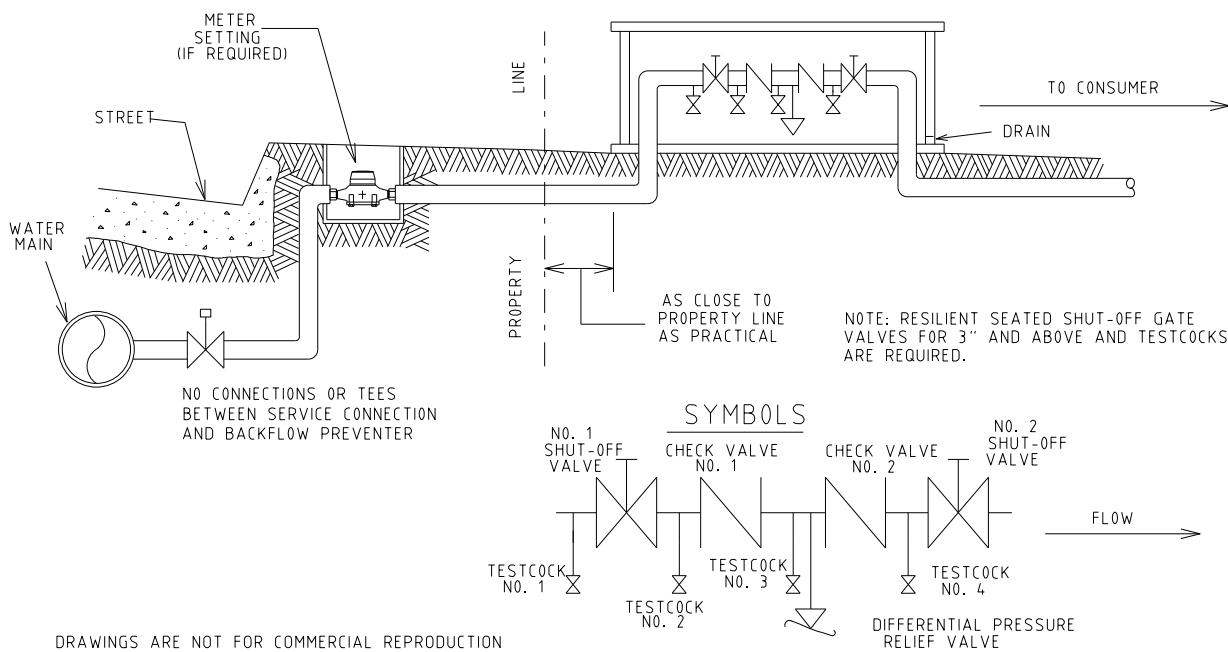 METER
SETTING
(IF REQUIRED)
STREET
WATER
MAIN
LINE
PROPERTY
TO CONSUMER
DRAIN
AS CLOSE TO
PROPERTY LINE
AS PRACTICAL
NOTE: RESILIENT SEATED SHUT-OFF GATE
VALVES FOR 3" AND ABOVE AND TESTCOCKS
ARE REQUIRED.
NO CONNECTIONS OR TEES
BETWEEN SERVICE CONNECTION
AND BACKFLOW PREVENTER
SYMBOLS
NO. 1
SHUT-OFF
VALVE
CHECK VALVE
NO. 1
CHECK VALVE
NO. 2
NO. 2
SHUT-OFF
VALVE
FLOW
TESTCOCK
NO. 1
TESTCOCK
NO. 2
TESTCOCK
NO. 3
TESTCOCK
NO. 4
DIFFERENTIAL PRESSURE
RELIEF VALVE
DRAWINGS ARE NOT FOR COMMERCIAL REPRODUCTION